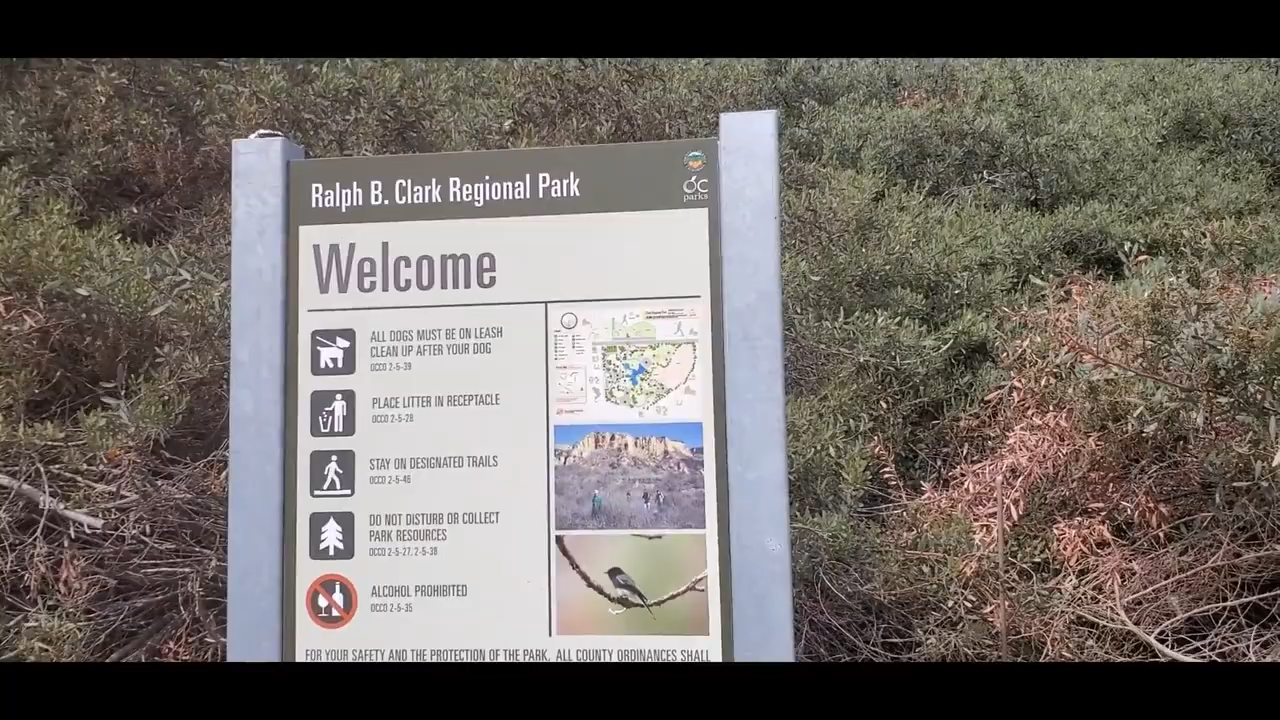 Ralph B. Clark Regional Park
OC
parks
Welcome
ALL DOGS MUST BE ON LEASH
CLEAN UP AFTER YOUR DOG
OCCO 2-5-39
PLACE LITTER IN RECEPTACLE
OCCO 2-5-28
STAY ON DESIGNATED TRAILS
OCCO 2-5-46
DO NOT DISTURB OR COLLECT
PARK RESOURCES
OCCO 2-5-27, 2-5-38
ALCOHOL PROHIBITED
OCCO 2-5-35
FOR YOUR SAFETY AND THE PROTECTION OF THE PARK, ALL COUNTY ORDINANCES SHALL